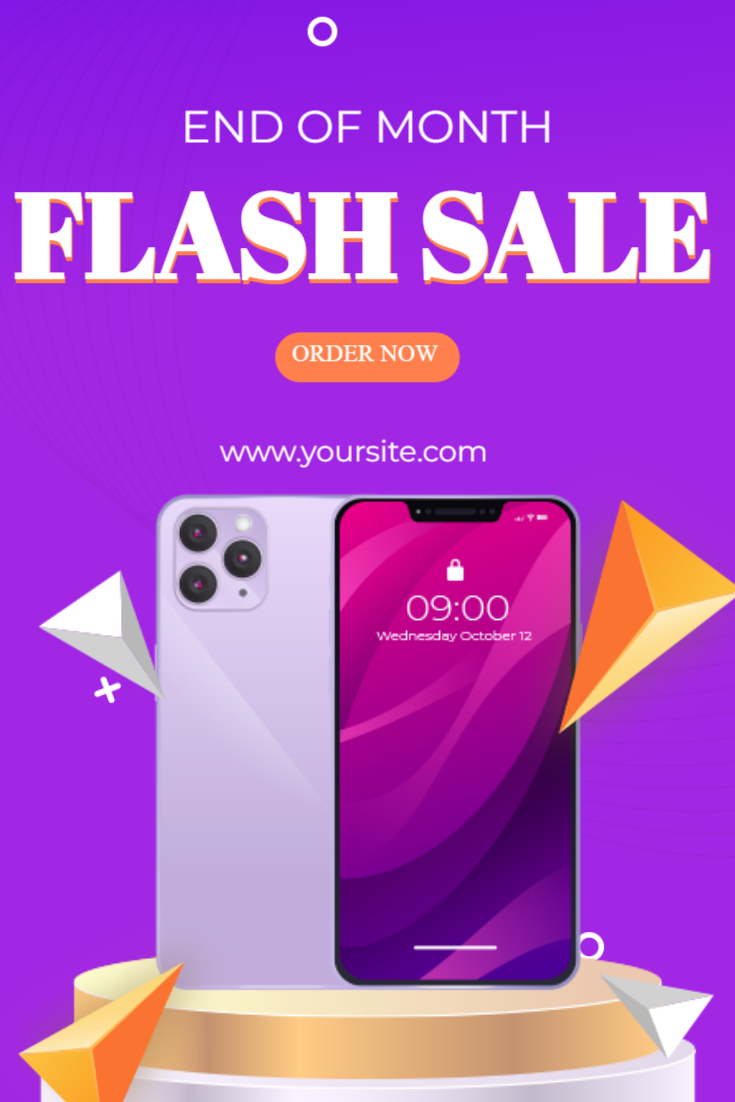 END OF MONTH
FLASH SALE
ORDER NOW
www.yoursite.com
09:00
Wednesday October 12